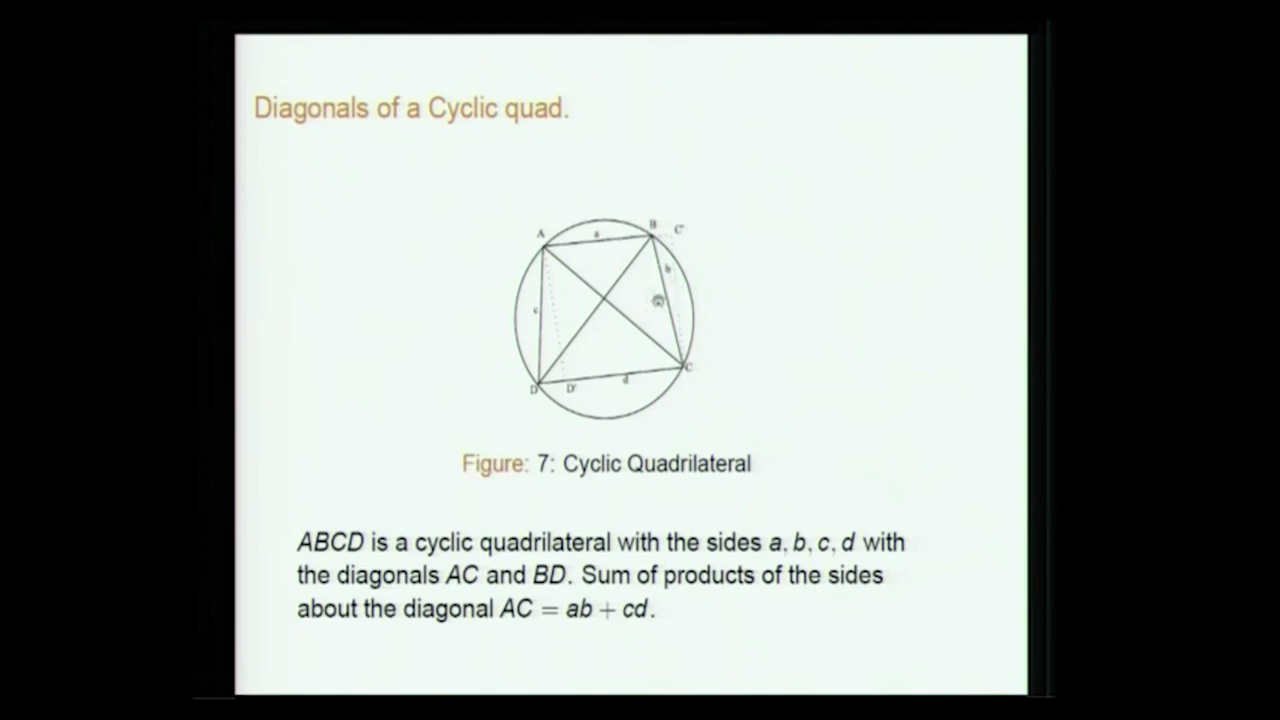 Diagonals of a Cyclic quad.
A
B
C'
a
b
c
D
D'
d
C
Figure: 7: Cyclic Quadrilateral
ABCD is a cyclic quadrilateral with the sides a, b, c, d with
the diagonals AC and BD. Sum of products of the sides
about the diagonal AC = ab + cd.